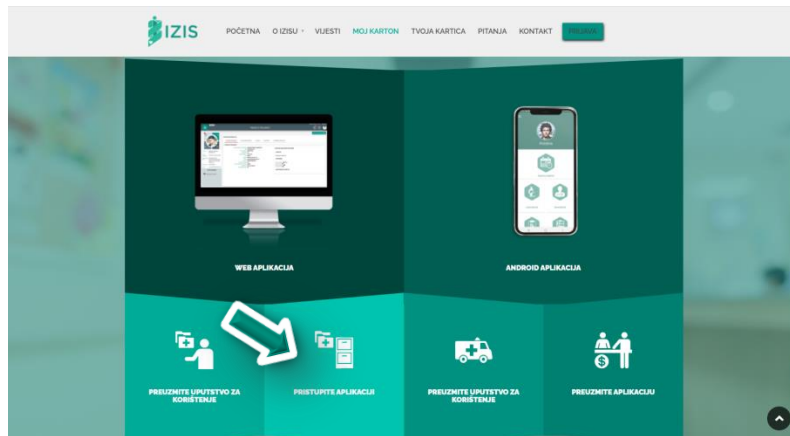 IZIS
POČETNA O IZISU VIJESTI MOJ KARTON TVOJA KARTICA PITANJA KONTAKT PRIJAVA
WEB APLIKACIJA
ANDROID APLIKACIJA
PREUZMITE UPUTSTVO ZA
KORIŠTENJE
PRISTUPITE APLIKACIJI
PREUZMITE UPUTSTVO ZA
KORIŠTENJE
PREUZMITE APLIKACIJU